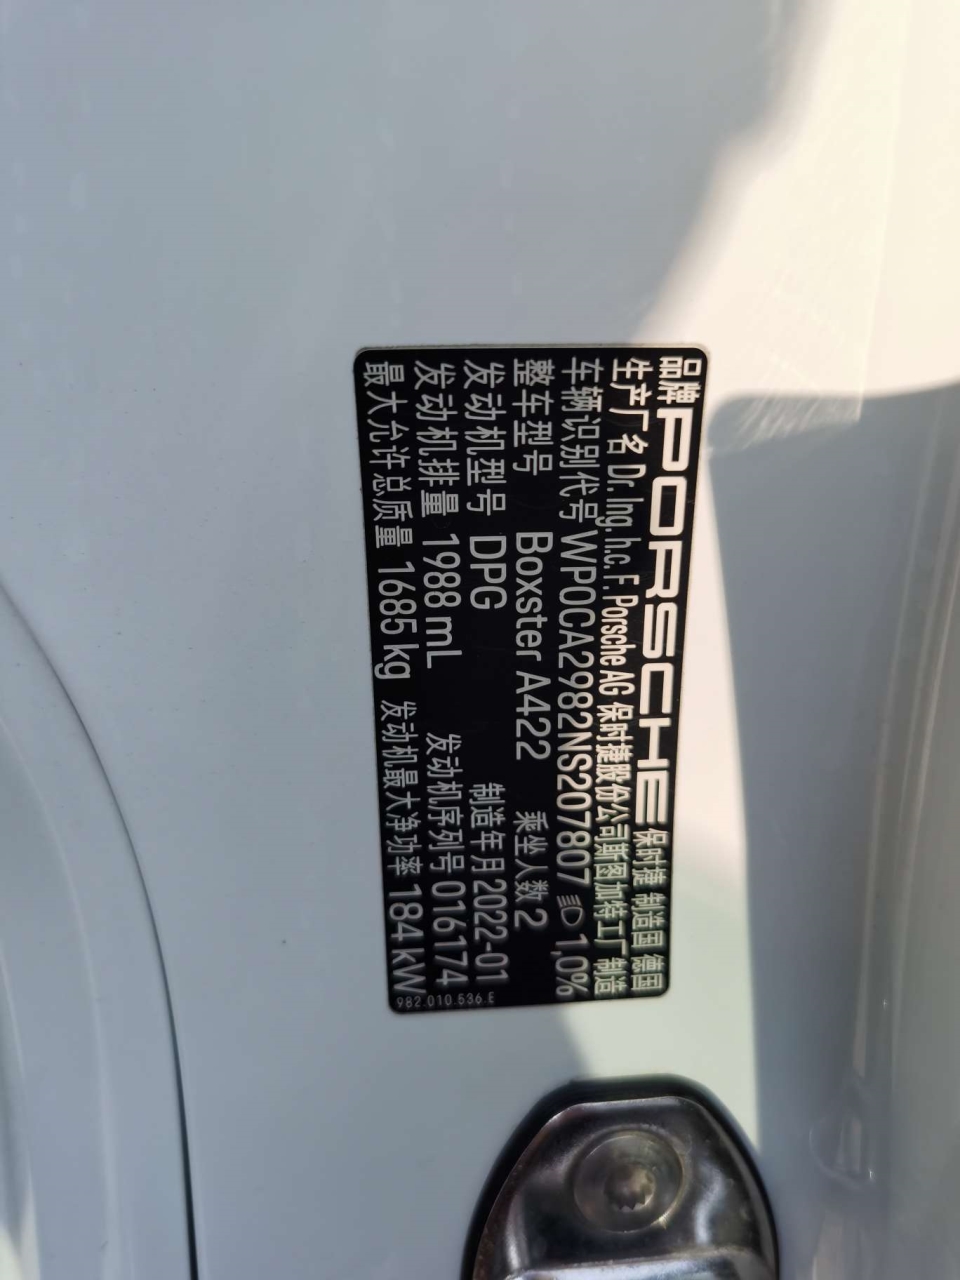 品牌 PORSCHE 保时捷 制造国 德国
生产厂名 Dr. Ing. h.c. F. Porsche AG 保时捷股份公司斯图加特工厂制造
车辆识别代号 WP0CA2982NS207807 1,0%
整车型号 Boxster A422 乘坐人数 2
发动机型号 DPG 制造年月 2022-01
发动机排量 1988 mL 发动机序列号 016174
最大允许总质量 1685 kg 发动机最大净功率 184 kW
982.010.536.E